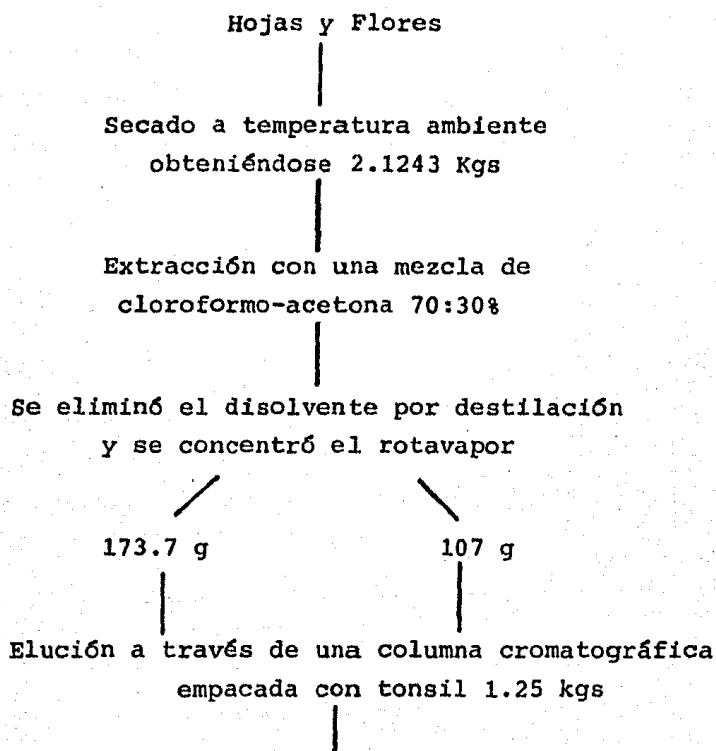 Hojas y Flores
Secado a temperatura ambiente
obteniéndose 2.1243 Kgs
Extracción con una mezcla de
cloroformo-acetona 70:30%
Se eliminó el disolvente por destilación
y se concentró el rotavapor
173.7 g 107 g
Elución a través de una columna cromatográfica
empacada con tonsil 1.25 kgs